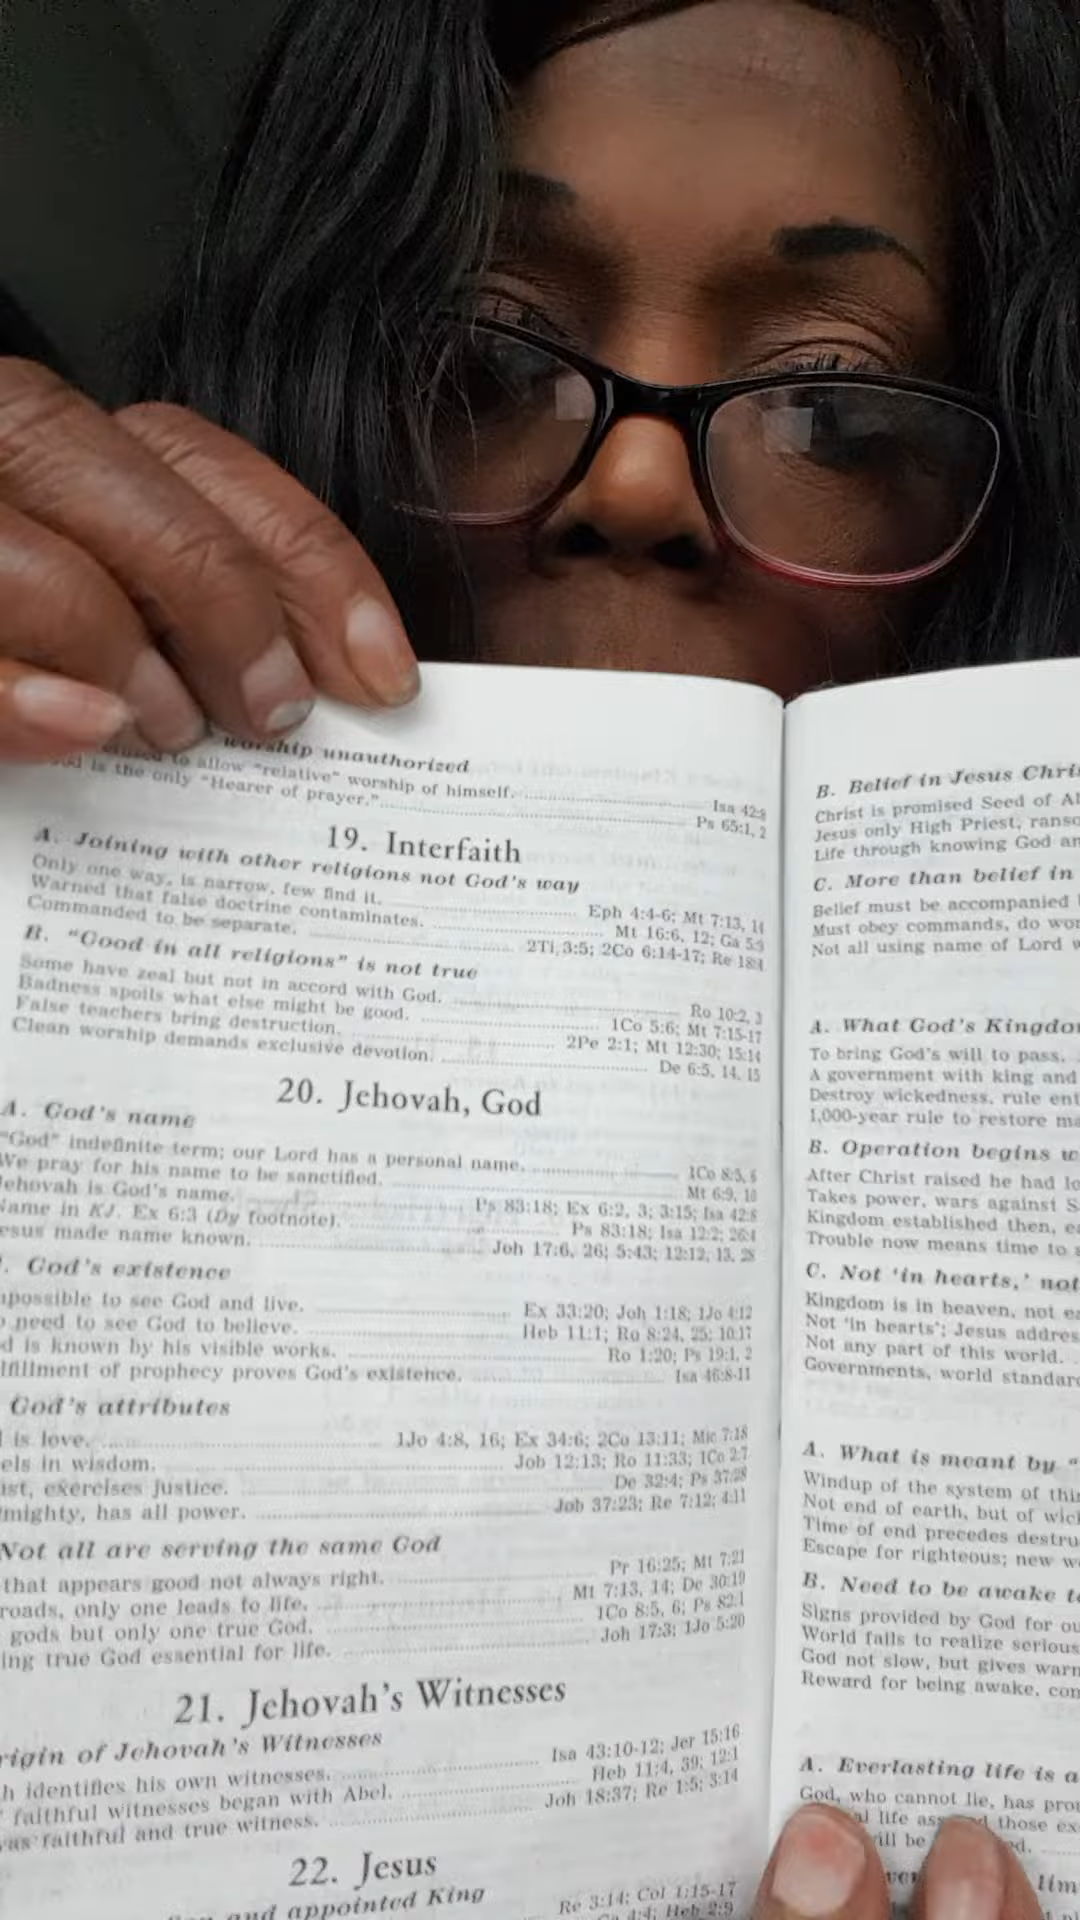 worship unauthorized
to allow "relative" worship of himself. Isa 42:8
is the only "Hearer of prayer." Ps 65:1, 2
19. Interfaith
A. Joining with other religions not God's way
Only one way, is narrow, few find it. Eph 4:4-6; Mt 7:13, 14
Warned that false doctrine contaminates. Mt 16:6, 12; Ga 5:9
Commanded to be separate. 2Ti 3:5; 2Co 6:14-17; Re 18:4
B. "Good in all religions" is not true
Some have zeal but not in accord with God. Ro 10:2, 3
Badness spoils what else might be good. 1Co 5:6; Mt 7:15-17
False teachers bring destruction. 2Pe 2:1; Mt 12:30; 15:14
Clean worship demands exclusive devotion. De 6:5, 14, 15
20. Jehovah, God
A. God's name
"God" indefinite term; our Lord has a personal name. 1Co 8:5, 6
We pray for his name to be sanctified. Mt 6:9, 10
Jehovah is God's name. Ps 83:18; Ex 6:2, 3; 3:15; Isa 42:8
Name in KJ. Ex 6:3 (Dy footnote). Ps 83:18; Isa 12:2; 26:4
esus made name known. Joh 17:6, 26; 5:43; 12:12, 13, 28
. God's existence
possible to see God and live. Ex 33:20; Joh 1:18; 1Jo 4:12
need to see God to believe. Heb 11:1; Ro 8:24, 25; 10:17
d is known by his visible works. Ro 1:20; Ps 19:1, 2
lfillment of prophecy proves God's existence. Isa 46:8-11
God's attributes
is love. 1Jo 4:8, 16; Ex 34:6; 2Co 13:11; Mic 7:18
els in wisdom. Job 12:13; Ro 11:33; 1Co 2:7
ust, exercises justice. De 32:4; Ps 37:28
mighty, has all power. Job 37:23; Re 7:12; 4:11
Not all are serving the same God
that appears good not always right. Pr 16:25; Mt 7:21
roads, only one leads to life. Mt 7:13, 14; De 30:19
gods but only one true God. 1Co 8:5, 6; Ps 82:1
ing true God essential for life. Joh 17:3; 1Jo 5:20
21. Jehovah's Witnesses
rigin of Jehovah's Witnesses
h identifies his own witnesses. Isa 43:10-12; Jer 15:16
faithful witnesses began with Abel. Heb 11:4, 39; 12:1
was faithful and true witness. Joh 18:37; Re 1:5; 3:14
22. Jesus
and appointed King
Re 3:14; Col 1:15-17
4:4; Heb 2:9
B. Belief in Jesus Chri
Christ is promised Seed of A
Jesus only High Priest, ranso
Life through knowing God an
C. More than belief in
Belief must be accompanied
Must obey commands, do wor
Not all using name of Lord w
A. What God's Kingdo
To bring God's will to pass.
A government with king and
Destroy wickedness, rule ent
1,000-year rule to restore ma
B. Operation begins w
After Christ raised he had lo
Takes power, wars against S
Kingdom established then, ea
Trouble now means time to s
C. Not 'in hearts,' not
Kingdom is in heaven, not ea
Not 'in hearts'; Jesus addres
Not any part of this world.
Governments, world standard
A. What is meant by "
Windup of the system of thin
Not end of earth, but of wic
Time of end precedes destru
Escape for righteous; new w
B. Need to be awake t
Signs provided by God for ou
World fails to realize serious
God not slow, but gives warn
Reward for being awake, con
A. Everlasting life is a
God, who cannot lie, has pro
life those ex
will be